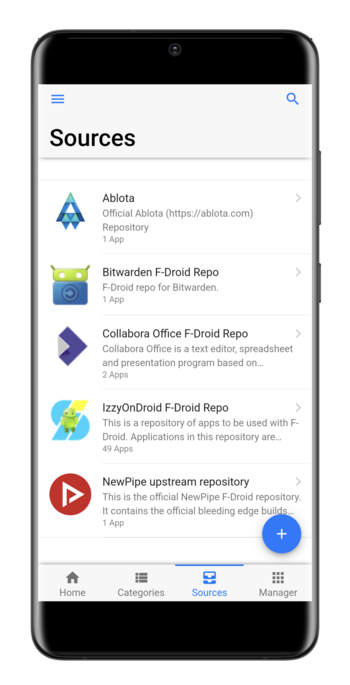 Sources
Ablota
Official Ablota (https://ablota.com)
Repository
1 App
Bitwarden F-Droid Repo
F-Droid repo for Bitwarden.
1 App
Collabora Office F-Droid Repo
Collabora Office is a text editor, spreadsheet
and presentation program based on...
2 Apps
IzzyOnDroid F-Droid Repo
This is a repository of apps to be used with F-
Droid. Applications in this repository are...
49 Apps
NewPipe upstream repository
This is the official NewPipe F-Droid repository.
It contains the official bleeding edge builds...
1 App
Home Categories Sources Manager